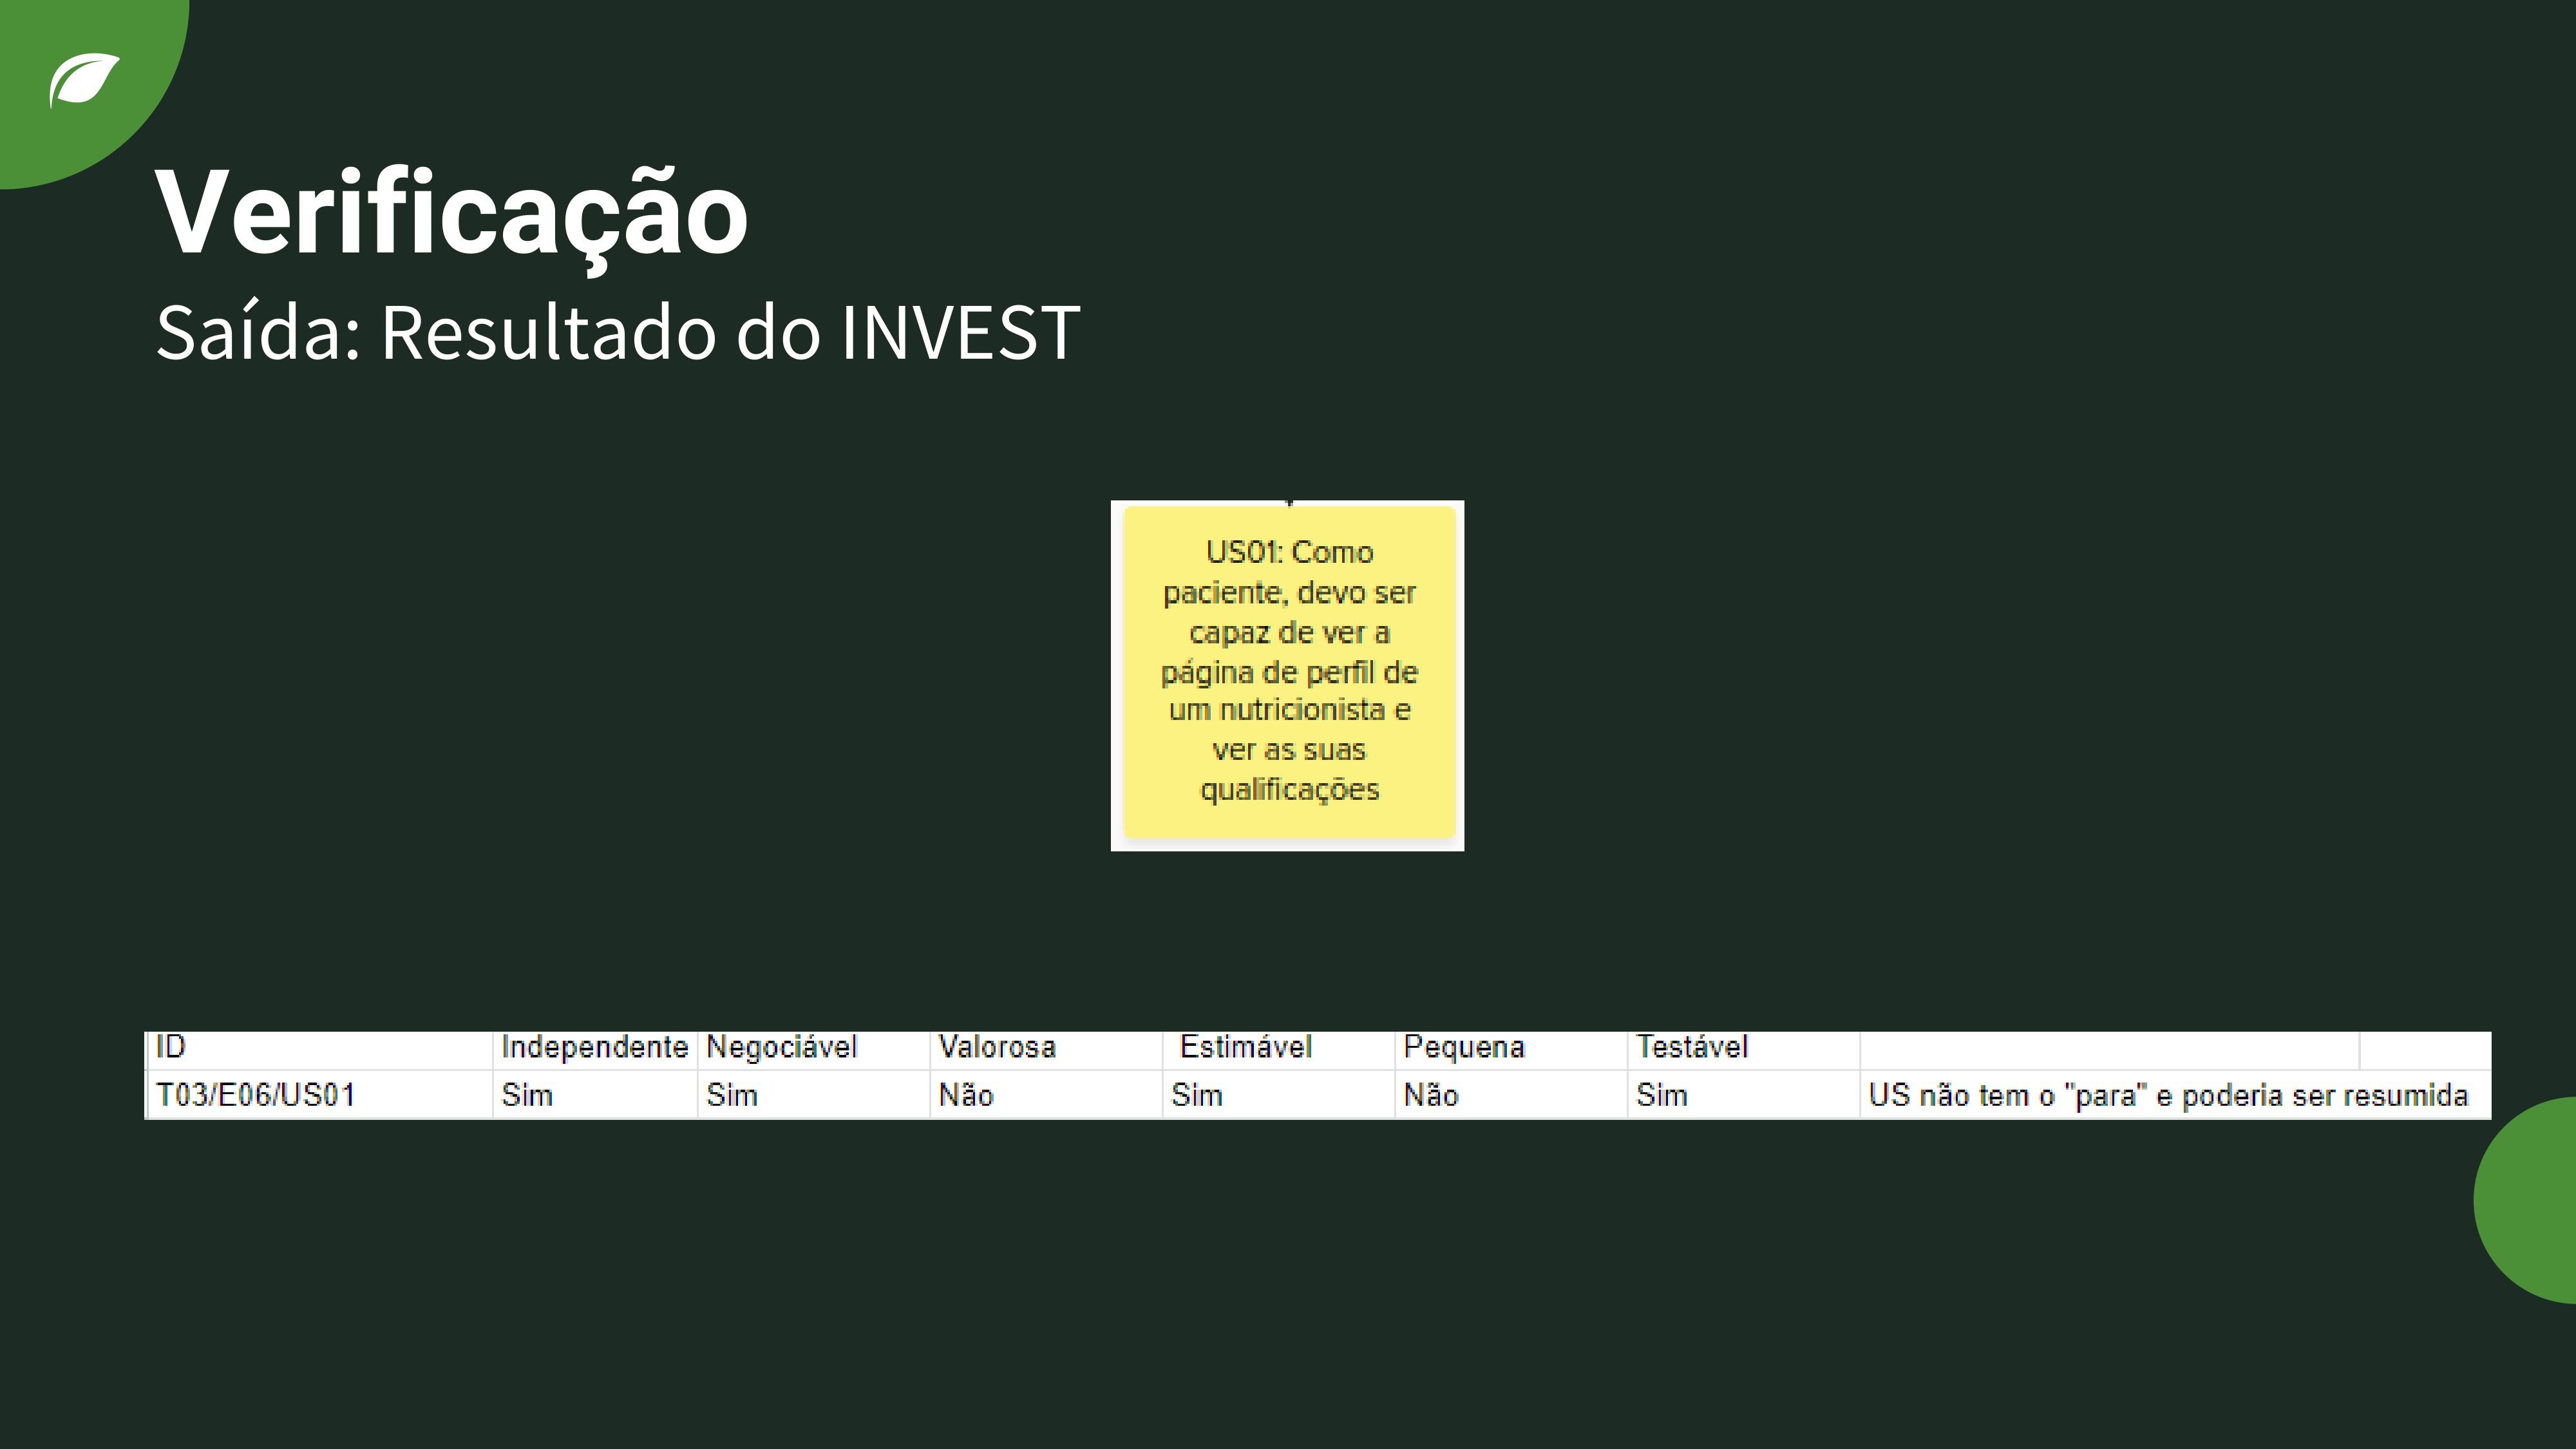 Verificação
Saída: Resultado do INVEST
US01: Como
paciente, devo ser
capaz de ver a
página de perfil de
um nutricionista e
ver as suas
qualificações
ID Independente Negociável Valorosa Estimável Pequena Testável
T03/E06/US01 Sim Sim Não Sim Não Sim US não tem o "para" e poderia ser resumida